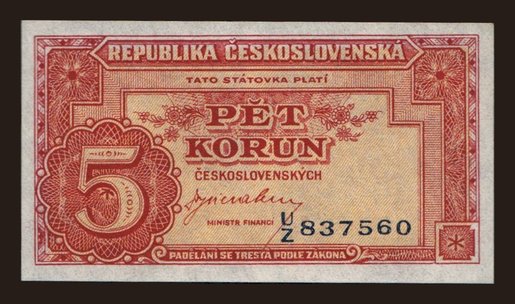 REPUBLIKA ČESKOSLOVENSKÁ
TATO STÁTOVKA PLATÍ
PĚT
KORUN
ČESKOSLOVENSKÝCH
5
MINISTR FINANCÍ
U/Z 837560
PADĚLÁNÍ SE TRESTÁ PODLE ZÁKONA